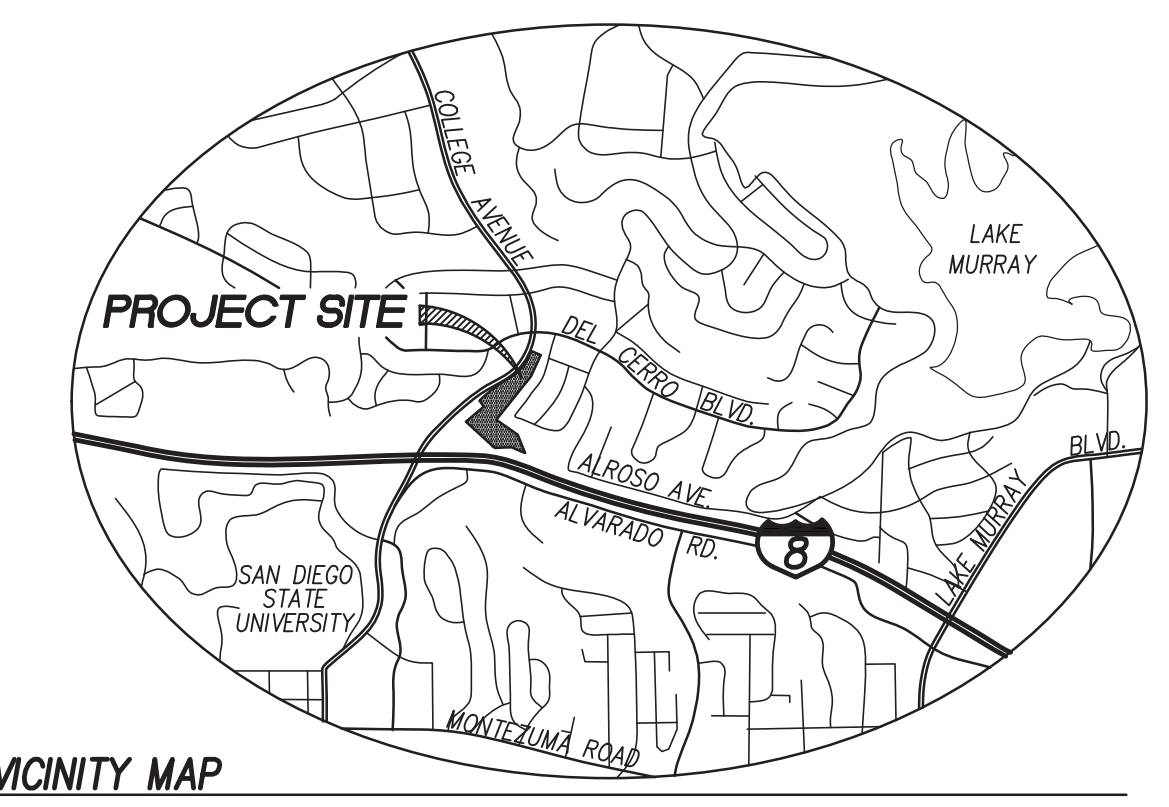 COLLEGE AVENUE
LAKE
MURRAY
PROJECT SITE
DEL CERRO BLVD.
BLVD.
ALROSO AVE.
ALVARADO RD.
8
LAKE MURRAY
SAN DIEGO
STATE
UNIVERSITY
MONTEZUMA ROAD
VICINITY MAP